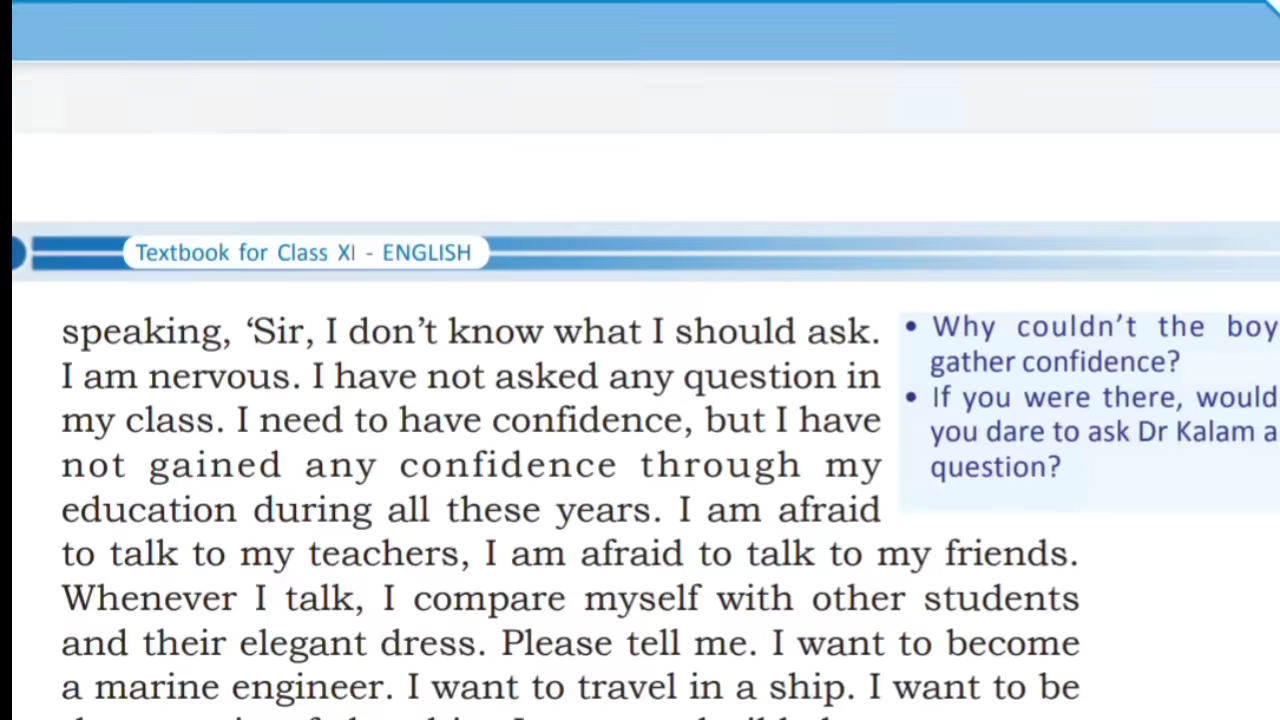 Textbook for Class XI - ENGLISH
speaking, ‘Sir, I don’t know what I should ask.
I am nervous. I have not asked any question in
my class. I need to have confidence, but I have
not gained any confidence through my
education during all these years. I am afraid
to talk to my teachers, I am afraid to talk to my friends.
Whenever I talk, I compare myself with other students
and their elegant dress. Please tell me. I want to become
a marine engineer. I want to travel in a ship. I want to be
• Why couldn’t the boy
gather confidence?
• If you were there, would
you dare to ask Dr Kalam a
question?